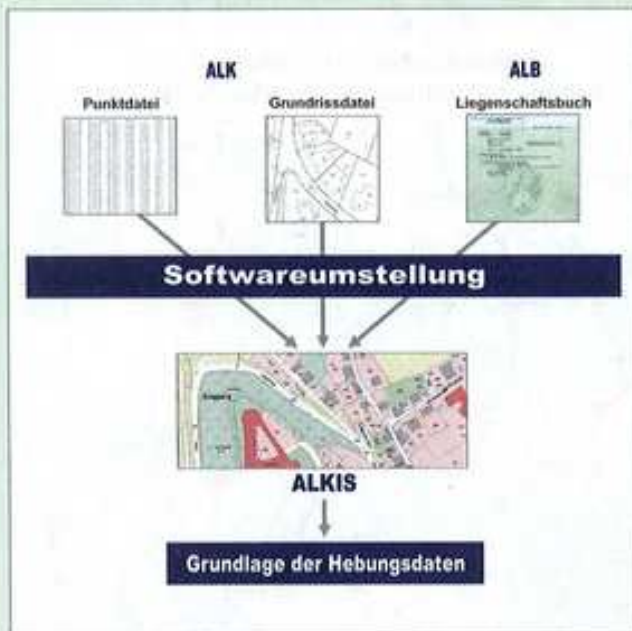 ALK ALB
Punktdatei Grundrissdatei Liegenschaftsbuch
Softwareumstellung
ALKIS
Grundlage der Hebungsdaten